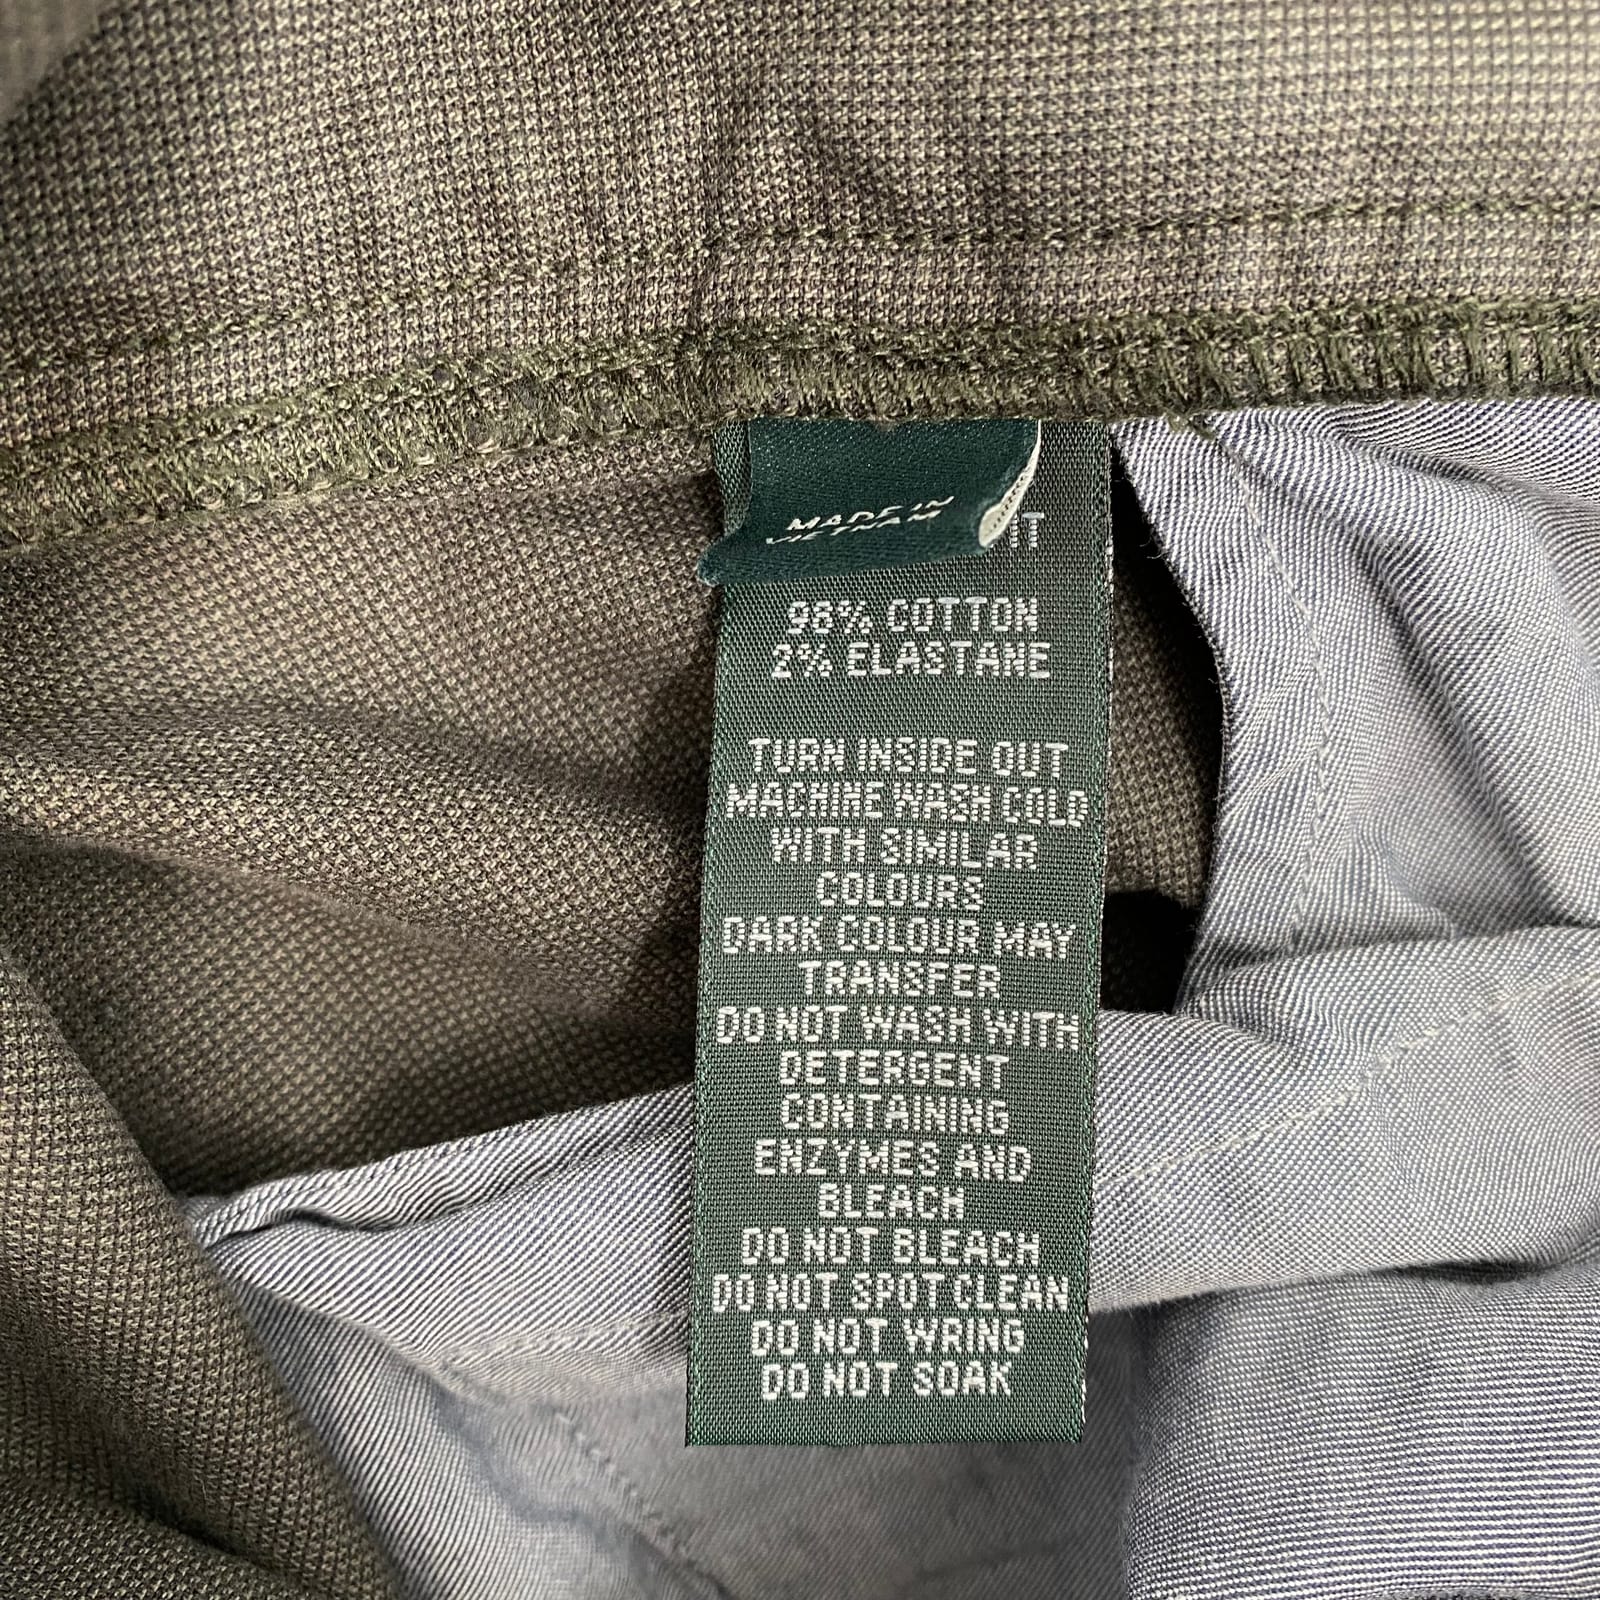 MADE IN
VIETNAM
IT
98% COTTON
2% ELASTANE
TURN INSIDE OUT
MACHINE WASH COLD
WITH SIMILAR
COLOURS
DARK COLOUR MAY
TRANSFER
DO NOT WASH WITH
DETERGENT
CONTAINING
ENZYMES AND
BLEACH
DO NOT BLEACH
DO NOT SPOT CLEAN
DO NOT WRING
DO NOT SOAK